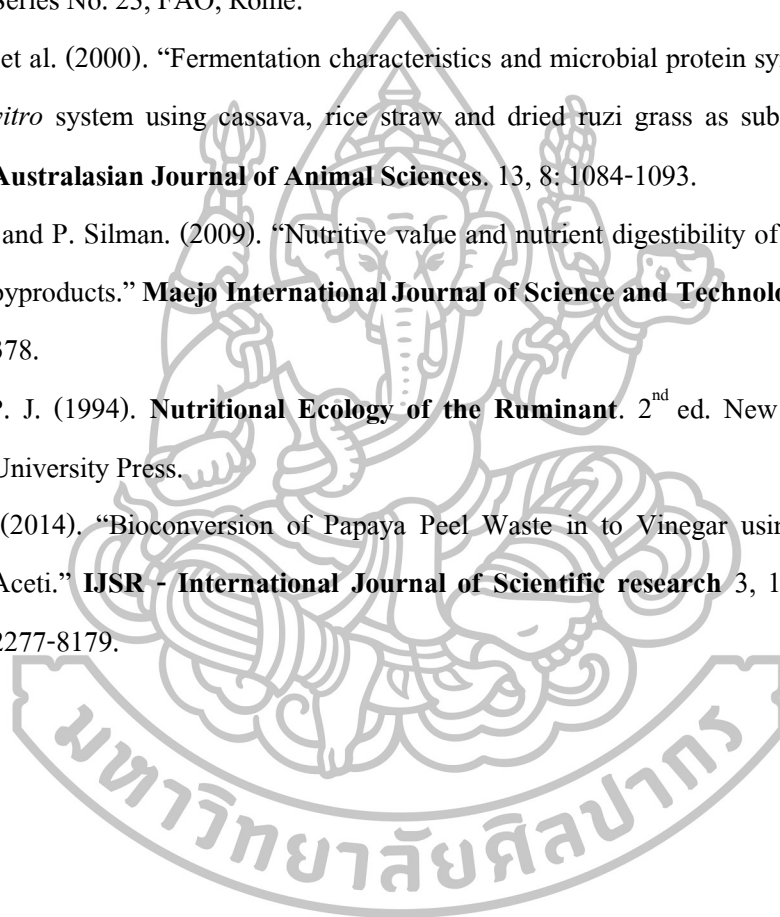 Series No. 23, FAO, Rome.
et al. (2000). “Fermentation characteristics and microbial protein
vitro system using cassava, rice straw and dried ruzi grass as
Australasian Journal of Animal Sciences. 13, 8: 1084-1093.
and P. Silman. (2009). “Nutritive value and nutrient digestibility of
byproducts.” Maejo International Journal of Science and
378.
P. J. (1994). Nutritional Ecology of the Ruminant. 2nd ed. New
University Press.
(2014). “Bioconversion of Papaya Peel Waste in to Vinegar
Aceti.” IJSR - International Journal of Scientific research 3,
2277-8179.
มหาวิทยาลัยศิลปากร